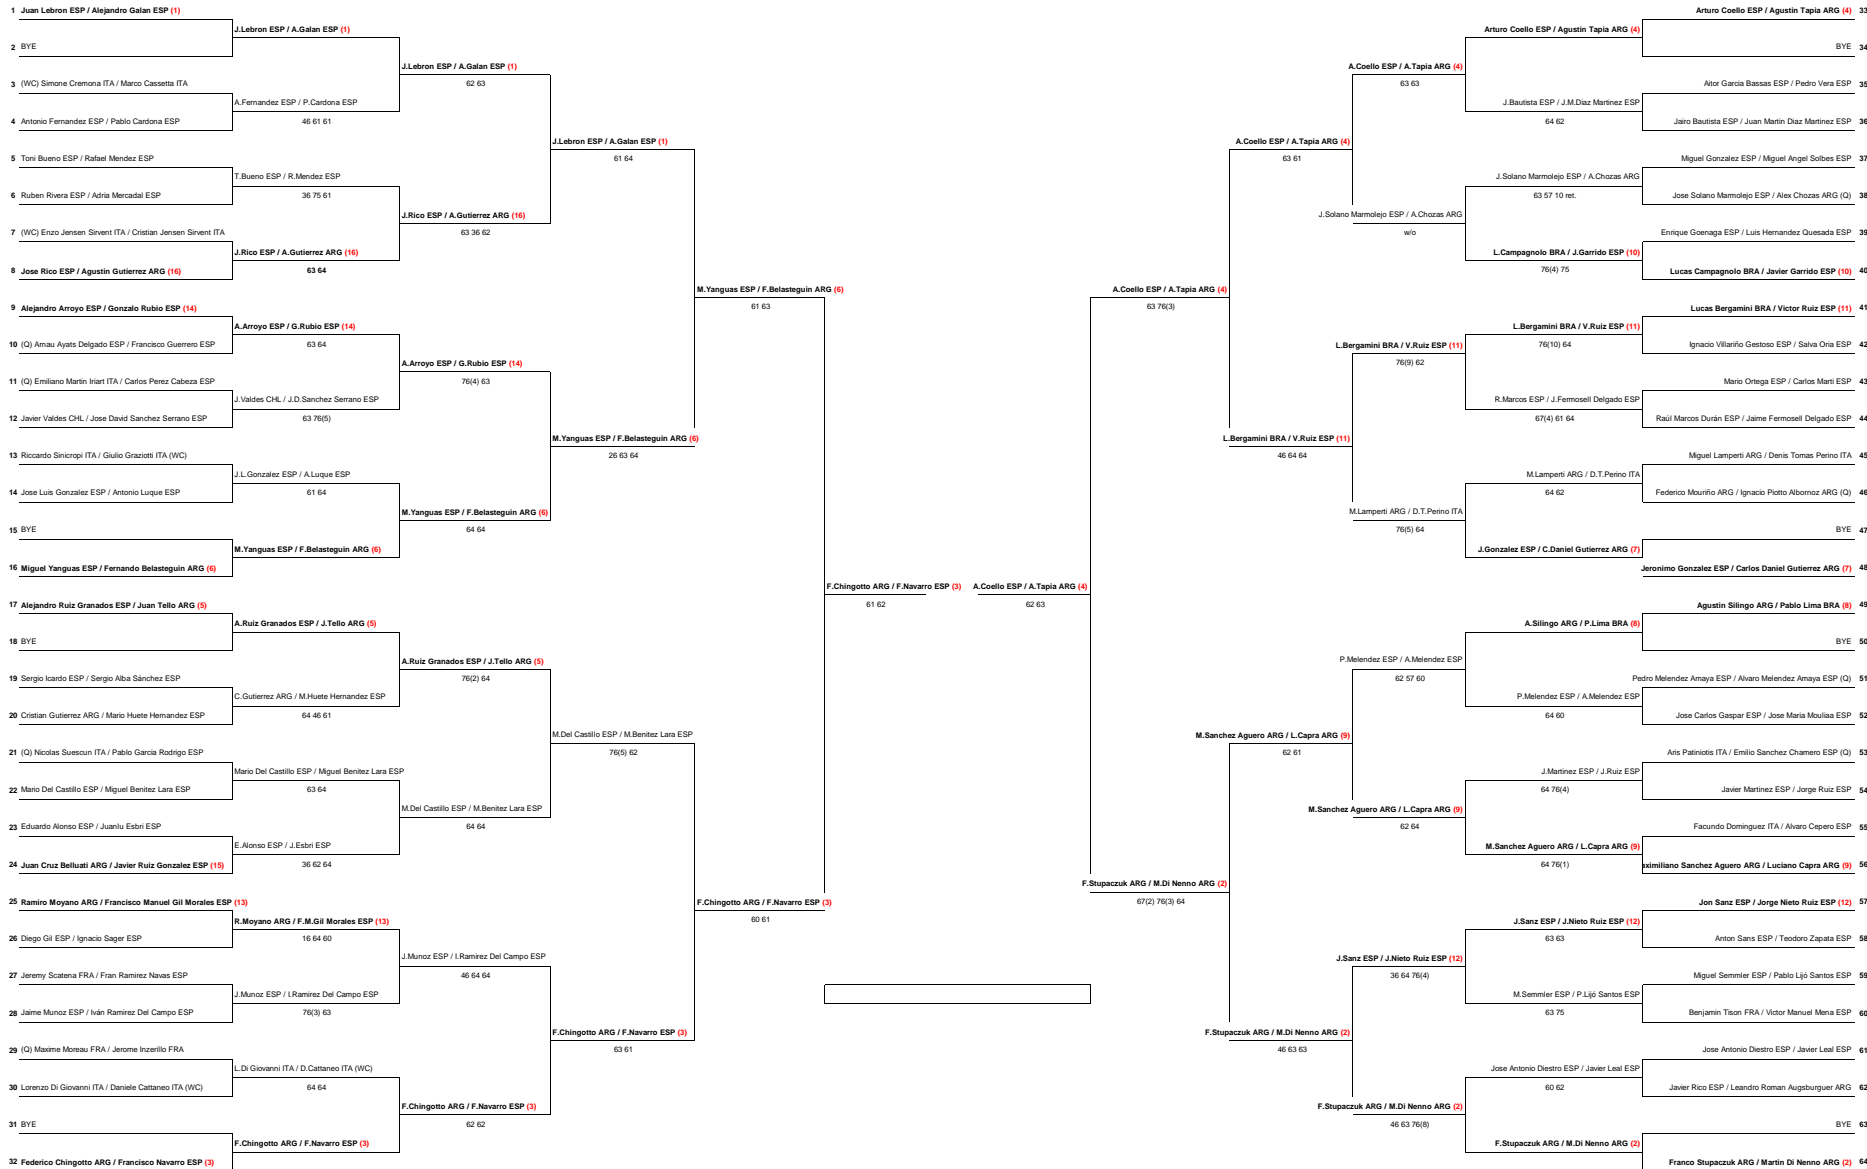 1 Juan Lebron ESP / Alejandro Galan ESP (1)
2 BYE
3 (WC) Simone Cremona ITA / Marco Cassetta ITA
4 Antonio Fernandez ESP / Pablo Cardona ESP
5 Toni Bueno ESP / Rafael Mendez ESP
6 Ruben Rivera ESP / Adria Mercadal ESP
7 (WC) Enzo Jensen Sirvent ITA / Cristian Jensen Sirvent ITA
8 Jose Rico ESP / Agustin Gutierrez ARG (16)
9 Alejandro Arroyo ESP / Gonzalo Rubio ESP (14)
10 (Q) Arnau Ayats Delgado ESP / Francisco Guerrero ESP
11 (Q) Emiliano Martin Iriart ITA / Carlos Perez Cabeza ESP
12 Javier Valdes CHL / Jose David Sanchez Serrano ESP
13 Riccardo Sinicropi ITA / Giulio Graziotti ITA (WC)
14 Jose Luis Gonzalez ESP / Antonio Luque ESP
15 BYE
16 Miguel Yanguas ESP / Fernando Belasteguin ARG (6)
17 Alejandro Ruiz Granados ESP / Juan Tello ARG (5)
18 BYE
19 Sergio Icardo ESP / Sergio Alba Sánchez ESP
20 Cristian Gutierrez ARG / Mario Huete Hernandez ESP
21 (Q) Nicolas Suescun ITA / Pablo Garcia Rodrigo ESP
22 Mario Del Castillo ESP / Miguel Benitez Lara ESP
23 Eduardo Alonso ESP / Juanlu Esbri ESP
24 Juan Cruz Belluati ARG / Javier Ruiz Gonzalez ESP (15)
25 Ramiro Moyano ARG / Francisco Manuel Gil Morales ESP (13)
26 Diego Gil ESP / Ignacio Sager ESP
27 Jeremy Scatena FRA / Fran Ramirez Navas ESP
28 Jaime Munoz ESP / Iván Ramirez Del Campo ESP
29 (Q) Maxime Moreau FRA / Jerome Inzerillo FRA
30 Lorenzo Di Giovanni ITA / Daniele Cattaneo ITA (WC)
31 BYE
32 Federico Chingotto ARG / Francisco Navarro ESP (3)
J.Lebron ESP / A.Galan ESP (1)
A.Fernandez ESP / P.Cardona ESP
46 61 61
T.Bueno ESP / R.Mendez ESP
36 75 61
J.Rico ESP / A.Gutierrez ARG (16)
63 64
A.Arroyo ESP / G.Rubio ESP (14)
63 64
J.Valdes CHL / J.D.Sanchez Serrano ESP
63 76(5)
J.L.Gonzalez ESP / A.Luque ESP
61 64
M.Yanguas ESP / F.Belasteguin ARG (6)
A.Ruiz Granados ESP / J.Tello ARG (5)
C.Gutierrez ARG / M.Huete Hernandez ESP
64 46 61
Mario Del Castillo ESP / Miguel Benitez Lara ESP
63 64
E.Alonso ESP / J.Esbri ESP
36 62 64
R.Moyano ARG / F.M.Gil Morales ESP (13)
16 64 60
J.Munoz ESP / I.Ramirez Del Campo ESP
76(3) 63
L.Di Giovanni ITA / D.Cattaneo ITA (WC)
64 64
F.Chingotto ARG / F.Navarro ESP (3)
J.Lebron ESP / A.Galan ESP (1)
62 63
J.Rico ESP / A.Gutierrez ARG (16)
63 36 62
A.Arroyo ESP / G.Rubio ESP (14)
76(4) 63
M.Yanguas ESP / F.Belasteguin ARG (6)
64 64
A.Ruiz Granados ESP / J.Tello ARG (5)
76(2) 64
M.Del Castillo ESP / M.Benitez Lara ESP
64 64
J.Munoz ESP / I.Ramirez Del Campo ESP
46 64 64
F.Chingotto ARG / F.Navarro ESP (3)
62 62
J.Lebron ESP / A.Galan ESP (1)
61 64
M.Yanguas ESP / F.Belasteguin ARG (6)
26 63 64
M.Del Castillo ESP / M.Benitez Lara ESP
76(5) 62
F.Chingotto ARG / F.Navarro ESP (3)
63 61
M.Yanguas ESP / F.Belasteguin ARG (6)
61 63
F.Chingotto ARG / F.Navarro ESP (3)
60 61
F.Chingotto ARG / F.Navarro ESP (3)
61 62
A.Coello ESP / A.Tapia ARG (4)
62 63
A.Coello ESP / A.Tapia ARG (4)
63 76(3)
F.Stupaczuk ARG / M.Di Nenno ARG (2)
67(2) 76(3) 64
A.Coello ESP / A.Tapia ARG (4)
63 61
L.Bergamini BRA / V.Ruiz ESP (11)
46 64 64
M.Sanchez Aguero ARG / L.Capra ARG (9)
62 61
F.Stupaczuk ARG / M.Di Nenno ARG (2)
46 63 63
A.Coello ESP / A.Tapia ARG (4)
63 63
J.Solano Marmolejo ESP / A.Chozas ARG
w/o
L.Bergamini BRA / V.Ruiz ESP (11)
76(9) 62
M.Lamperti ARG / D.T.Perino ITA
76(5) 64
P.Melendez ESP / A.Melendez ESP
62 57 60
M.Sanchez Aguero ARG / L.Capra ARG (9)
62 64
J.Sanz ESP / J.Nieto Ruiz ESP (12)
36 64 76(4)
F.Stupaczuk ARG / M.Di Nenno ARG (2)
46 63 76(8)
Arturo Coello ESP / Agustin Tapia ARG (4)
J.Bautista ESP / J.M.Diaz Martinez ESP
64 62
J.Solano Marmolejo ESP / A.Chozas ARG
63 57 10 ret.
L.Campagnolo BRA / J.Garrido ESP (10)
76(4) 75
L.Bergamini BRA / V.Ruiz ESP (11)
76(10) 64
R.Marcos ESP / J.Fermosell Delgado ESP
67(4) 61 64
M.Lamperti ARG / D.T.Perino ITA
64 62
J.Gonzalez ESP / C.Daniel Gutierrez ARG (7)
A.Silingo ARG / P.Lima BRA (8)
P.Melendez ESP / A.Melendez ESP
64 60
J.Martinez ESP / J.Ruiz ESP
64 76(4)
M.Sanchez Aguero ARG / L.Capra ARG (9)
64 76(1)
J.Sanz ESP / J.Nieto Ruiz ESP (12)
63 63
M.Semmler ESP / P.Lijó Santos ESP
63 75
Jose Antonio Diestro ESP / Javier Leal ESP
60 62
F.Stupaczuk ARG / M.Di Nenno ARG (2)
Arturo Coello ESP / Agustin Tapia ARG (4) 33
BYE 34
Aitor Garcia Bassas ESP / Pedro Vera ESP 35
Jairo Bautista ESP / Juan Martin Diaz Martinez ESP 36
Miguel Gonzalez ESP / Miguel Angel Solbes ESP 37
Jose Solano Marmolejo ESP / Alex Chozas ARG (Q) 38
Enrique Goenaga ESP / Luis Hernandez Quesada ESP 39
Lucas Campagnolo BRA / Javier Garrido ESP (10) 40
Lucas Bergamini BRA / Victor Ruiz ESP (11) 41
Ignacio Villariño Gestoso ESP / Salva Oria ESP 42
Mario Ortega ESP / Carlos Marti ESP 43
Raúl Marcos Durán ESP / Jaime Fermosell Delgado ESP 44
Miguel Lamperti ARG / Denis Tomas Perino ITA 45
Federico Mouriño ARG / Ignacio Piotto Albornoz ARG (Q) 46
BYE 47
Jeronimo Gonzalez ESP / Carlos Daniel Gutierrez ARG (7) 48
Agustin Silingo ARG / Pablo Lima BRA (8) 49
BYE 50
Pedro Melendez Amaya ESP / Alvaro Melendez Amaya ESP (Q) 51
Jose Carlos Gaspar ESP / Jose Maria Mouliaa ESP 52
Aris Patiniotis ITA / Emilio Sanchez Chamero ESP (Q) 53
Javier Martinez ESP / Jorge Ruiz ESP 54
Facundo Dominguez ITA / Alvaro Cepero ESP 55
aximiliano Sanchez Aguero ARG / Luciano Capra ARG (9) 56
Jon Sanz ESP / Jorge Nieto Ruiz ESP (12) 57
Anton Sans ESP / Teodoro Zapata ESP 58
Miguel Semmler ESP / Pablo Lijó Santos ESP 59
Benjamin Tison FRA / Victor Manuel Mena ESP 60
Jose Antonio Diestro ESP / Javier Leal ESP 61
Javier Rico ESP / Leandro Roman Augsburguer ARG 62
BYE 63
Franco Stupaczuk ARG / Martin Di Nenno ARG (2) 64